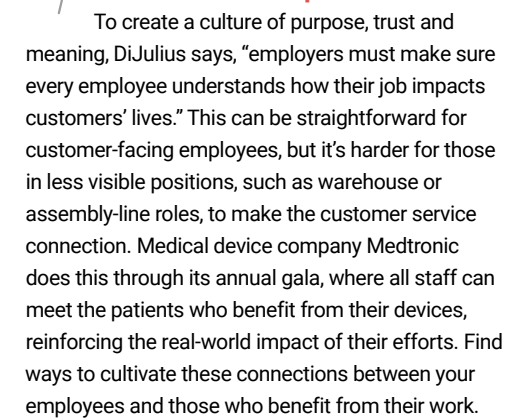 To create a culture of purpose, trust and
meaning, DiJulius says, “employers must make sure
every employee understands how their job impacts
customers’ lives.” This can be straightforward for
customer-facing employees, but it’s harder for those
in less visible positions, such as warehouse or
assembly-line roles, to make the customer service
connection. Medical device company Medtronic
does this through its annual gala, where all staff can
meet the patients who benefit from their devices,
reinforcing the real-world impact of their efforts. Find
ways to cultivate these connections between your
employees and those who benefit from their work.